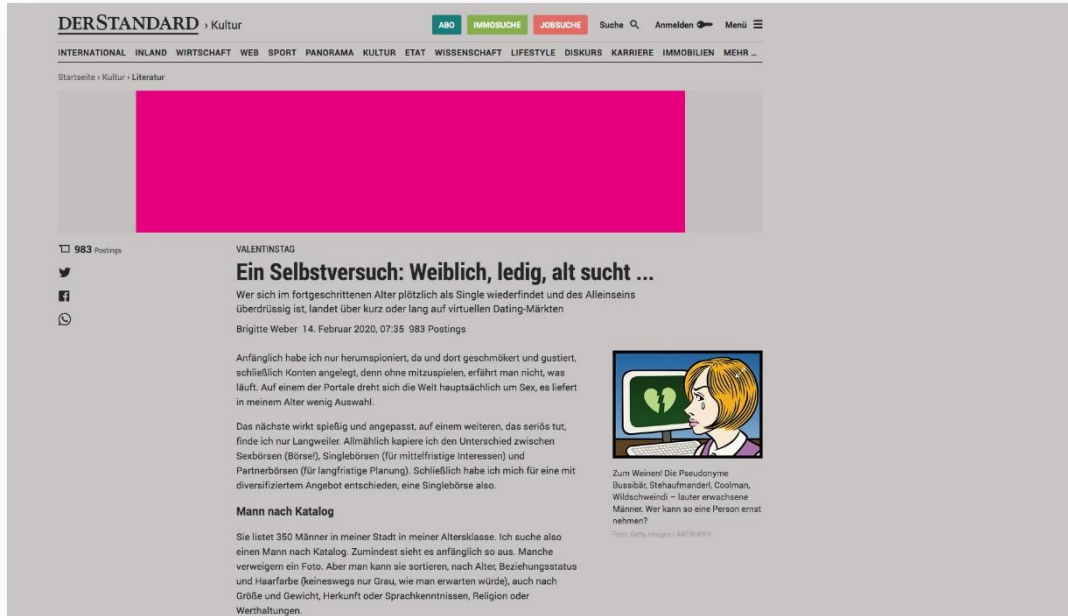 DERSTANDARD › Kultur
ABO IMMOSUCHE JOBSUCHE Suche Anmelden Menü
INTERNATIONAL INLAND WIRTSCHAFT WEB SPORT PANORAMA KULTUR ETAT WISSENSCHAFT LIFESTYLE DISKURS KARRIERE IMMOBILIEN MEHR ...
Startseite › Kultur › Literatur
983 Postings
VALENTINSTAG
Ein Selbstversuch: Weiblich, ledig, alt sucht ...
Wer sich im fortgeschrittenen Alter plötzlich als Single wiederfindet und des Alleinseins
überdrüssig ist, landet über kurz oder lang auf virtuellen Dating-Märkten
Brigitte Weber 14. Februar 2020, 07:35 983 Postings
Anfänglich habe ich nur herumspioniert, da und dort geschmökert und gustiert,
schließlich Konten angelegt, denn ohne mitzuspielen, erfährt man nicht, was
läuft. Auf einem der Portale dreht sich die Welt hauptsächlich um Sex, es liefert
in meinem Alter wenig Auswahl.
Das nächste wirkt spießig und angepasst, auf einem weiteren, das seriös tut,
finde ich nur Langweiler. Allmählich kapiere ich den Unterschied zwischen
Sexbörsen (Börse!), Singlebörsen (für mittelfristige Interessen) und
Partnerbörsen (für langfristige Planung). Schließlich habe ich mich für eine mit
diversifiziertem Angebot entschieden, eine Singlebörse also.
Mann nach Katalog
Sie listet 350 Männer in meiner Stadt in meiner Altersklasse. Ich suche also
einen Mann nach Katalog. Zumindest sieht es anfänglich so aus. Manche
verweigern ein Foto. Aber man kann sie sortieren, nach Alter, Beziehungsstatus
und Haarfarbe (keineswegs nur Grau, wie man erwarten würde), auch nach
Größe und Gewicht, Herkunft oder Sprachkenntnissen, Religion oder
Werthaltungen.
Zum Weinen! Die Pseudonyme
Bussibär, Stehaufmanderl, Coolman,
Wildschweindi – lauter erwachsene
Männer. Wer kann so eine Person ernst
nehmen?
Foto: Getty Images / ARTPUPPY